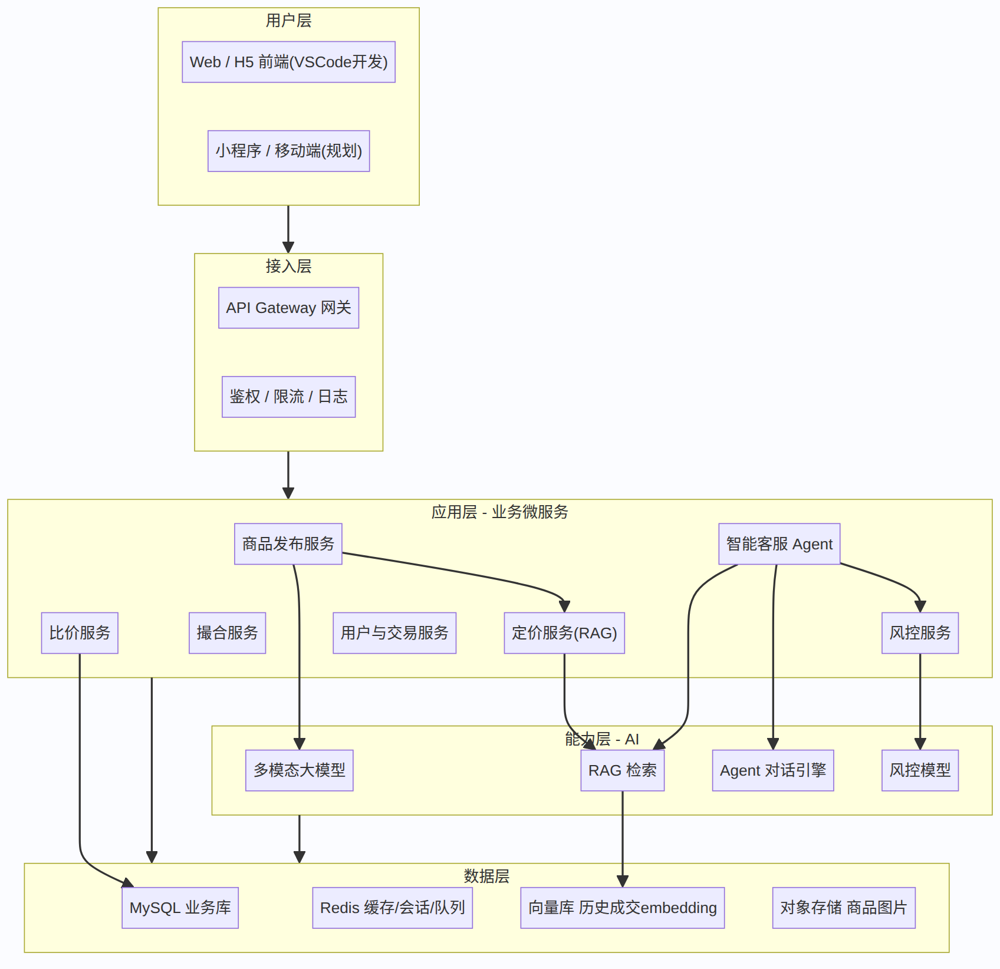 用户层
Web / H5 前端(VSCode开发)
小程序 / 移动端(规划)
接入层
API Gateway 网关
鉴权 / 限流 / 日志
应用层 - 业务微服务
商品发布服务
智能客服 Agent
比价服务
撮合服务
用户与交易服务
定价服务(RAG)
风控服务
能力层 - AI
多模态大模型
RAG 检索
Agent 对话引擎
风控模型
数据层
MySQL 业务库
Redis 缓存/会话/队列
向量库 历史成交embedding
对象存储 商品图片